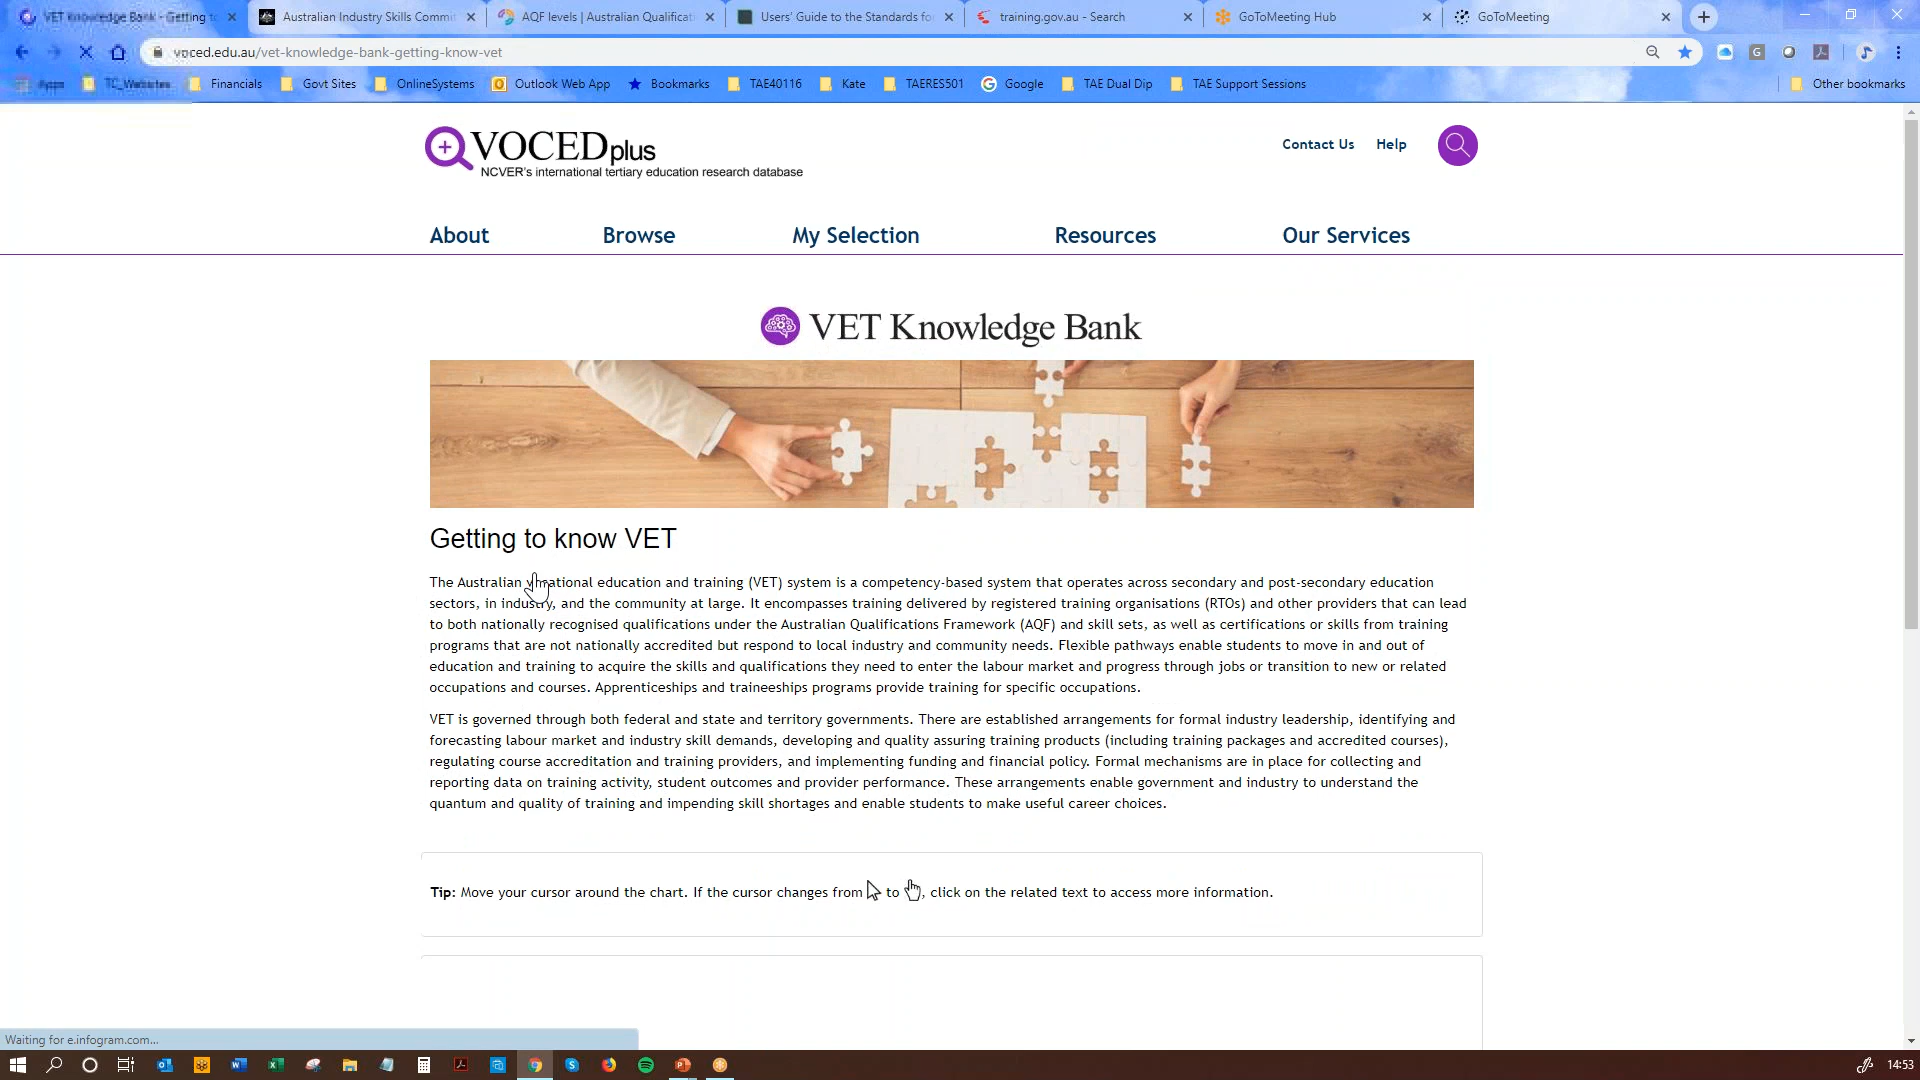 VET Knowledge Bank - Getting t
Australian Industry Skills Commit
AQF levels | Australian Qualificati
Users' Guide to the Standards fo
training.gov.au - Search
GoToMeeting Hub
GoToMeeting
voced.edu.au/vet-knowledge-bank-getting-know-vet
Apps
TC_Websites
Financials
Govt Sites
OnlineSystems
Outlook Web App
Bookmarks
TAE40116
Kate
TAERES501
Google
TAE Dual Dip
TAE Support Sessions
Other bookmarks
VOCEDplus
NCVER's international tertiary education research database
Contact Us
Help
About
Browse
My Selection
Resources
Our Services
VET Knowledge Bank
Getting to know VET
The Australian vocational education and training (VET) system is a competency-based system that operates across secondary and post-secondary education
sectors, in industry, and the community at large. It encompasses training delivered by registered training organisations (RTOs) and other providers that can lead
to both nationally recognised qualifications under the Australian Qualifications Framework (AQF) and skill sets, as well as certifications or skills from training
programs that are not nationally accredited but respond to local industry and community needs. Flexible pathways enable students to move in and out of
education and training to acquire the skills and qualifications they need to enter the labour market and progress through jobs or transition to new or related
occupations and courses. Apprenticeships and traineeships programs provide training for specific occupations.
VET is governed through both federal and state and territory governments. There are established arrangements for formal industry leadership, identifying and
forecasting labour market and industry skill demands, developing and quality assuring training products (including training packages and accredited courses),
regulating course accreditation and training providers, and implementing funding and financial policy. Formal mechanisms are in place for collecting and
reporting data on training activity, student outcomes and provider performance. These arrangements enable government and industry to understand the
quantum and quality of training and impending skill shortages and enable students to make useful career choices.
Tip: Move your cursor around the chart. If the cursor changes from to , click on the related text to access more information.
Waiting for e.infogram.com...
14:53